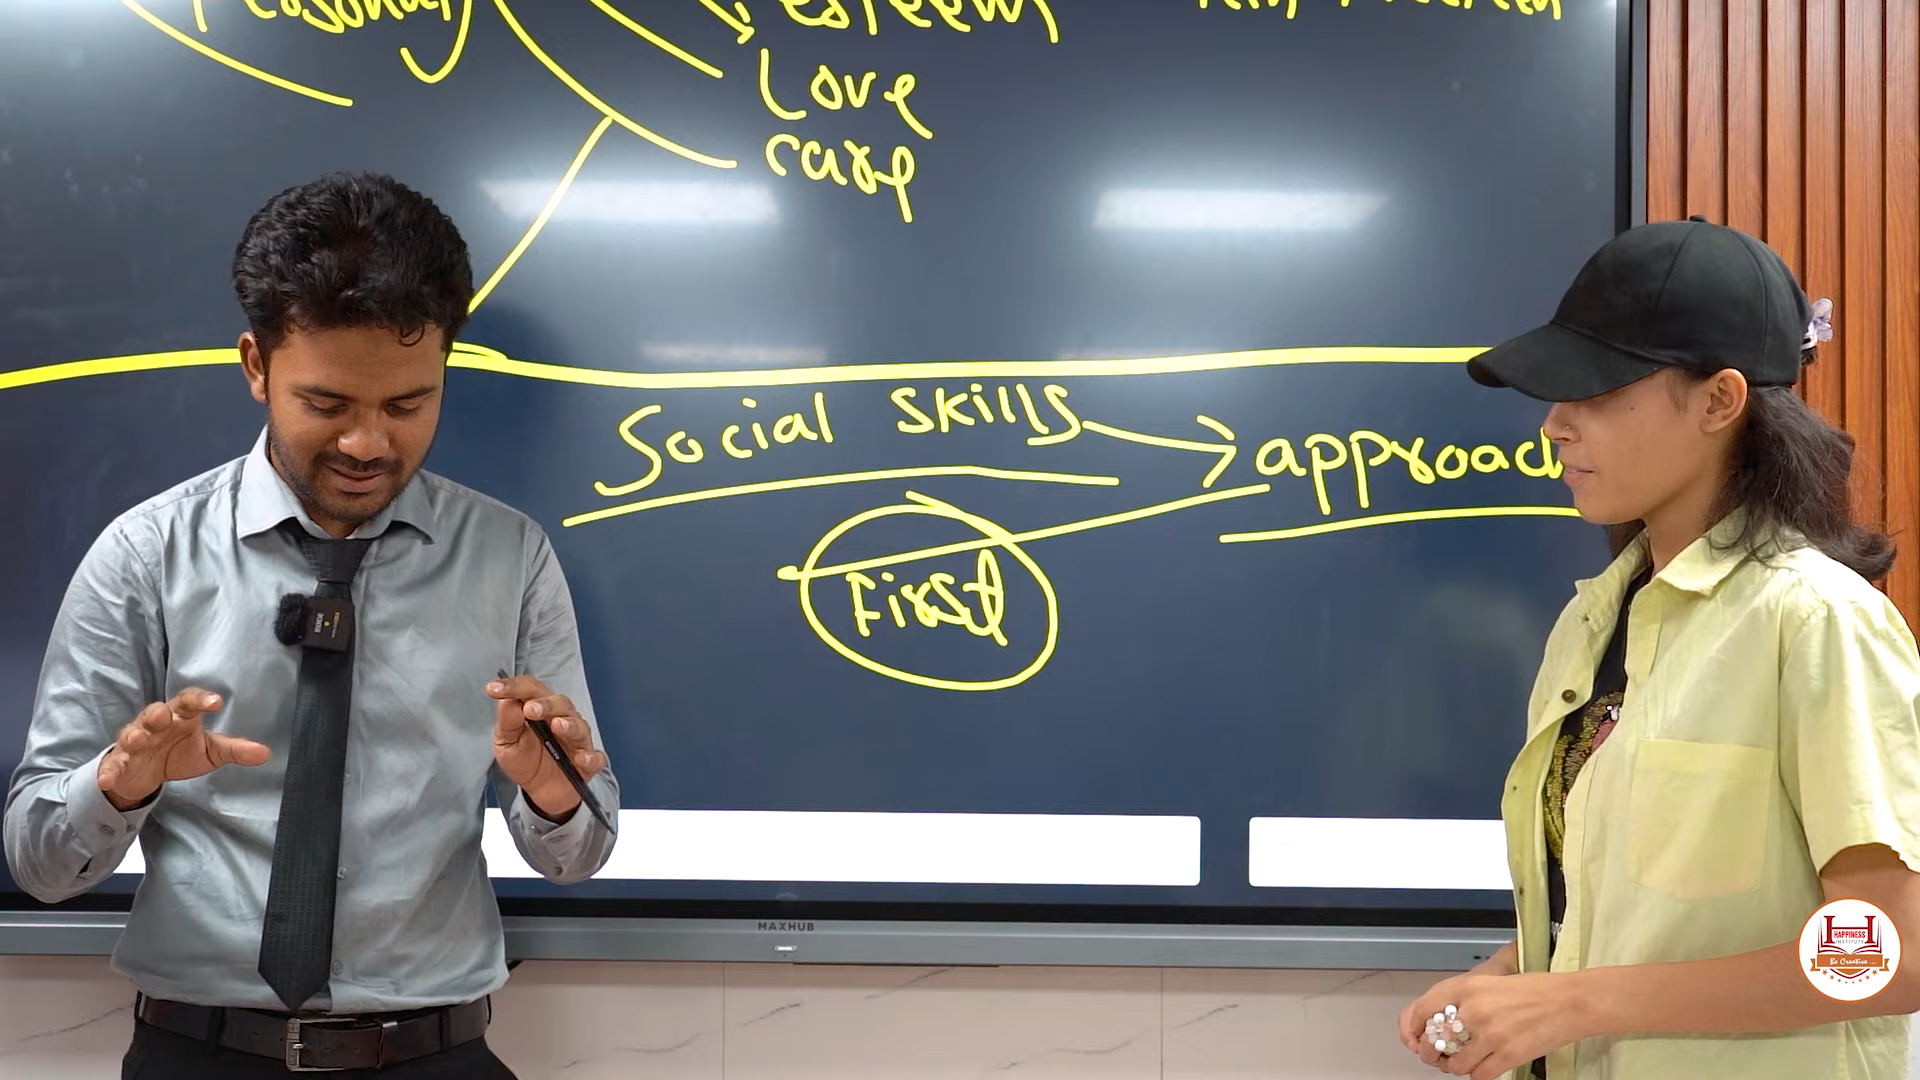 Love
care
Social Skills → approach
First
MAXHUB
HAPPINESS
INSTITUTE
Be Creative ...